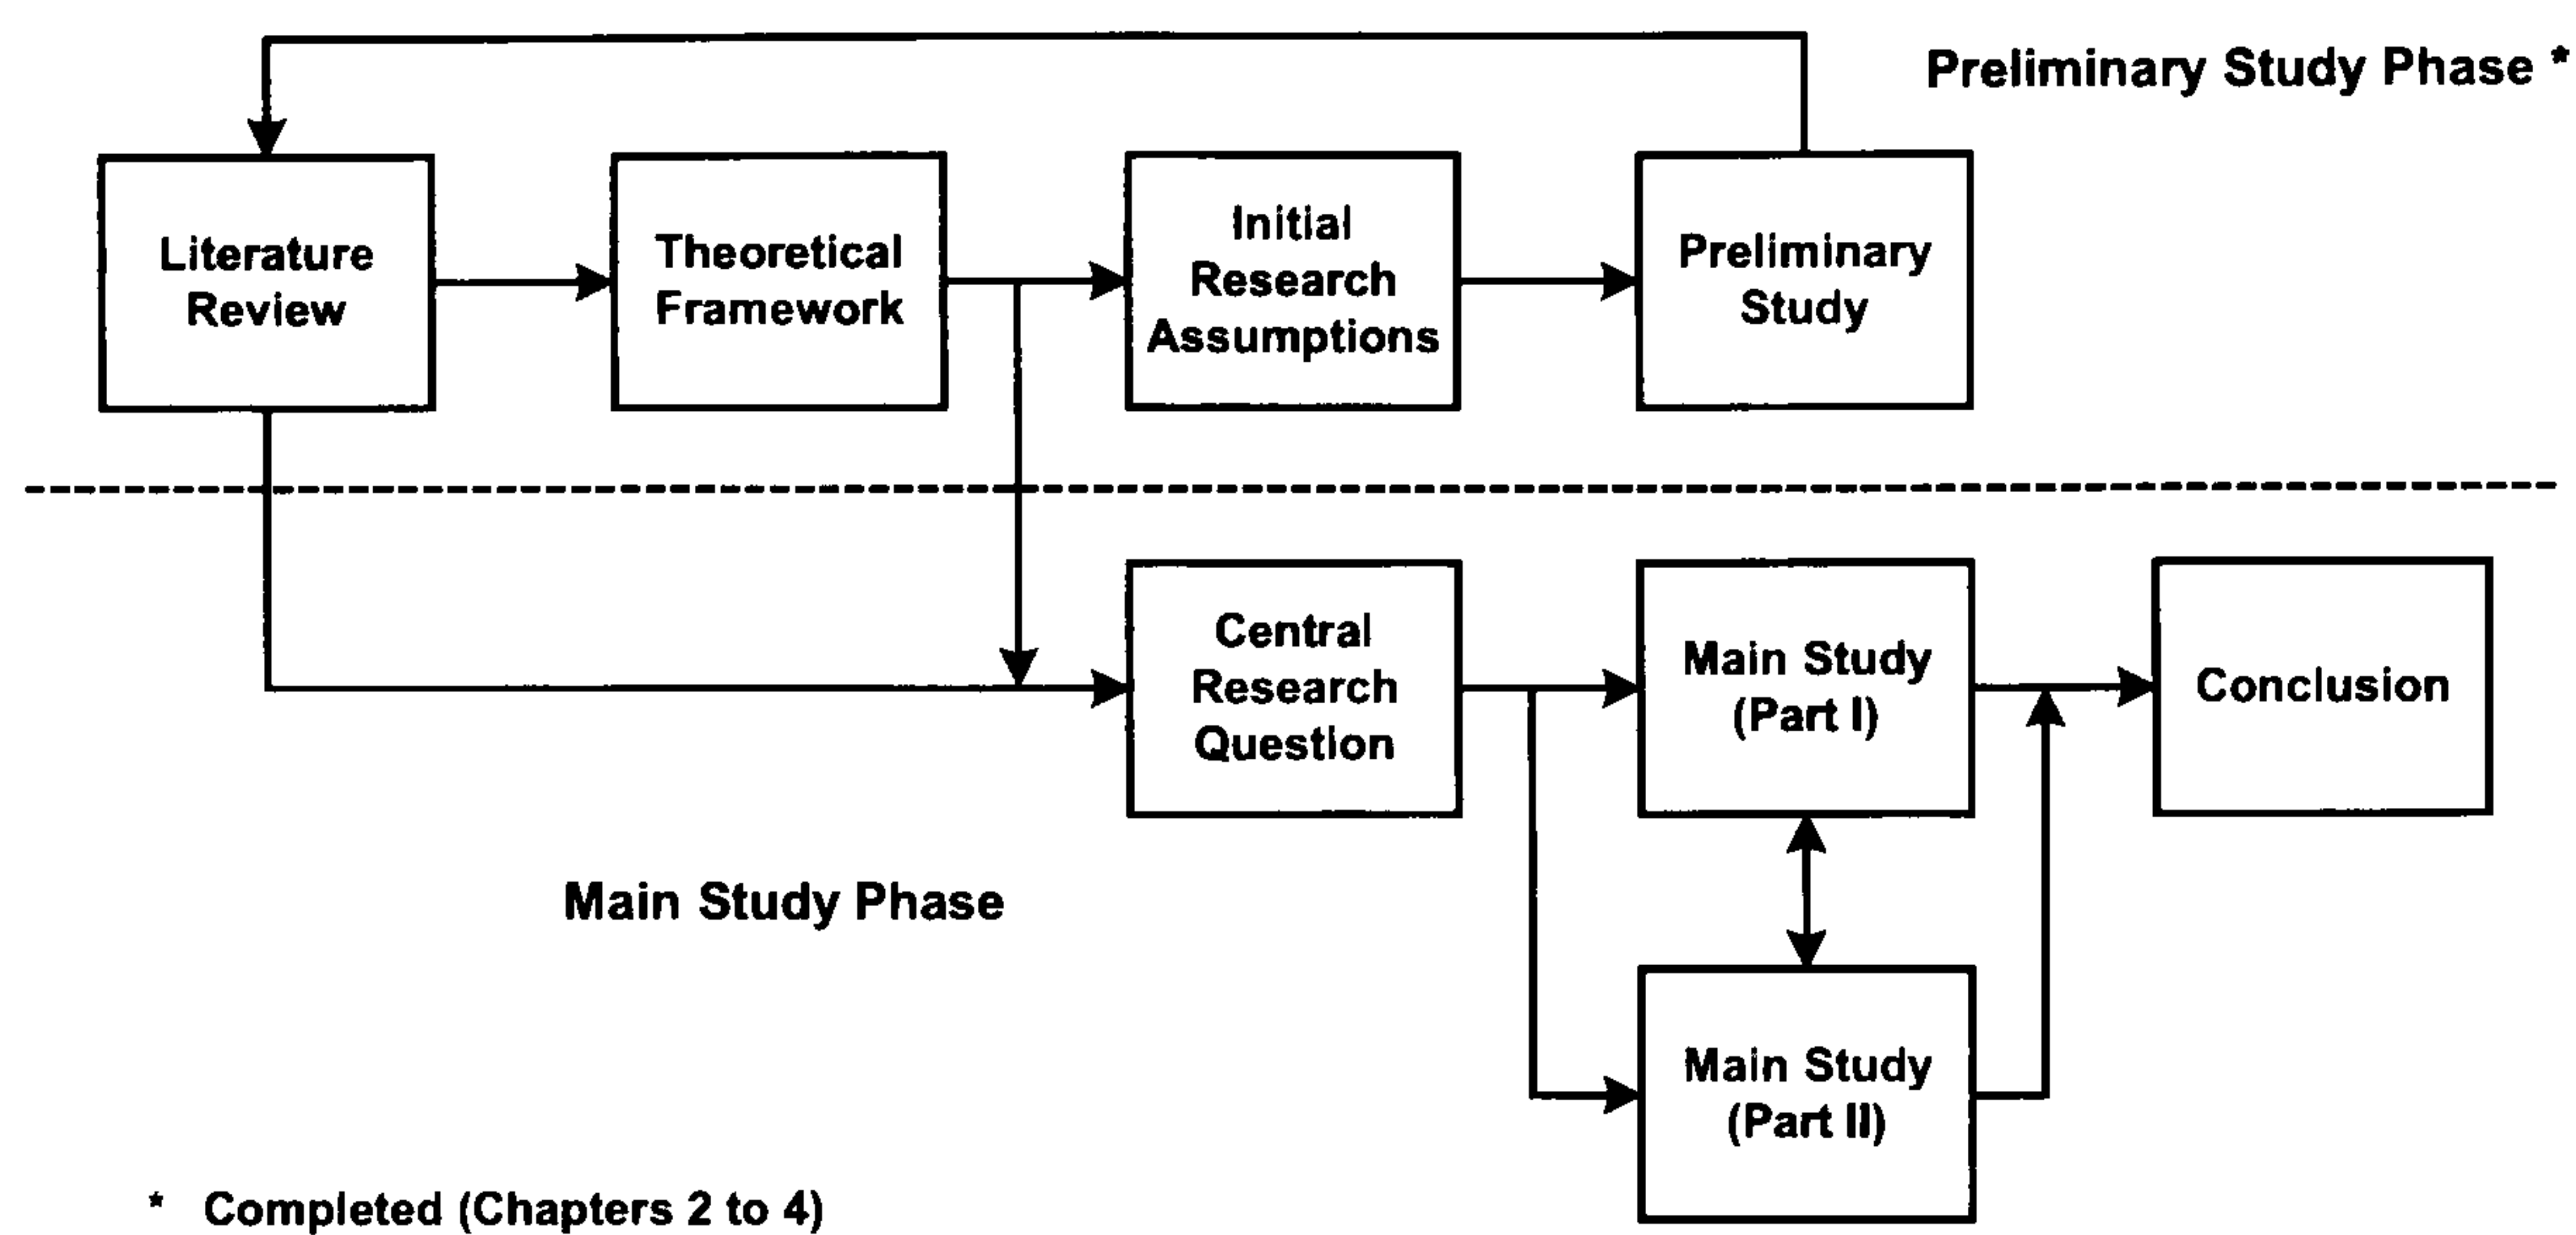 Preliminary Study Phase *
Literature
Review
Theoretical
Framework
Initial
Research
Assumptions
Preliminary
Study
Central
Research
Question
Main Study
(Part I)
Conclusion
Main Study Phase
Main Study
(Part II)
* Completed (Chapters 2 to 4)